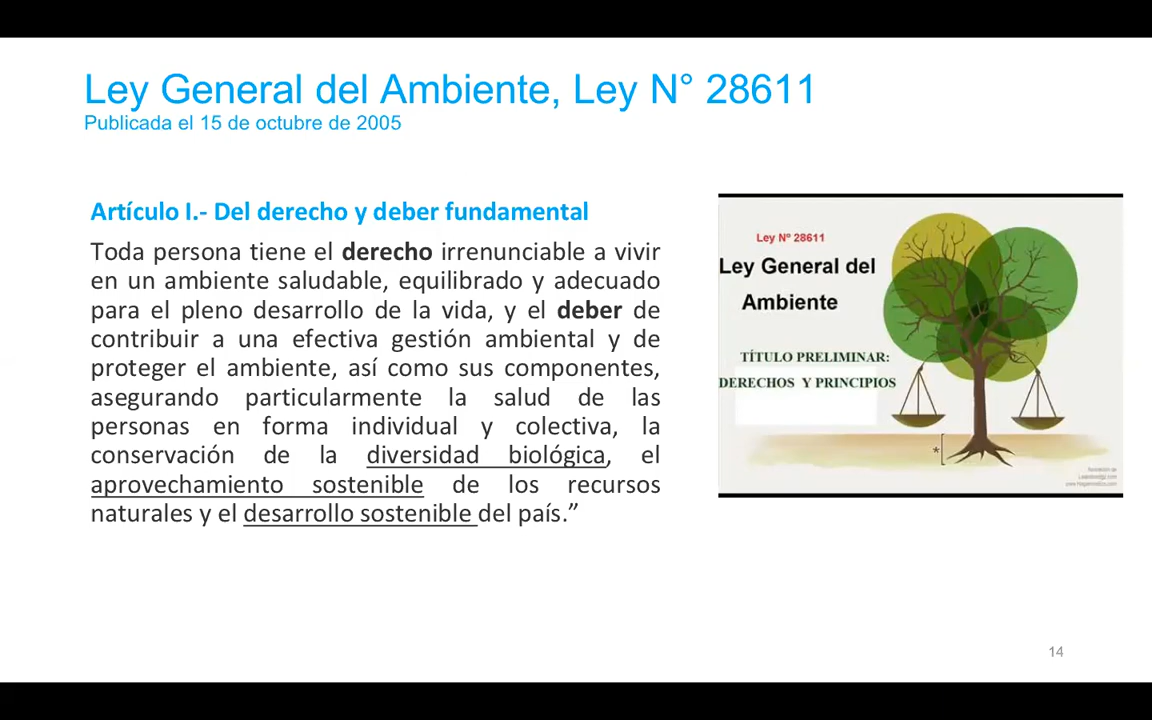 Ley General del Ambiente, Ley N° 28611
Publicada el 15 de octubre de 2005
Artículo I.- Del derecho y deber fundamental
Toda persona tiene el derecho irrenunciable a vivir
en un ambiente saludable, equilibrado y adecuado
para el pleno desarrollo de la vida, y el deber de
contribuir a una efectiva gestión ambiental y de
proteger el ambiente, así como sus componentes,
asegurando particularmente la salud de las
personas en forma individual y colectiva, la
conservación de la diversidad biológica, el
aprovechamiento sostenible de los recursos
naturales y el desarrollo sostenible del país.”
Ley Nº 28611
Ley General del
Ambiente
TÍTULO PRELIMINAR:
DERECHOS Y PRINCIPIOS
*
14